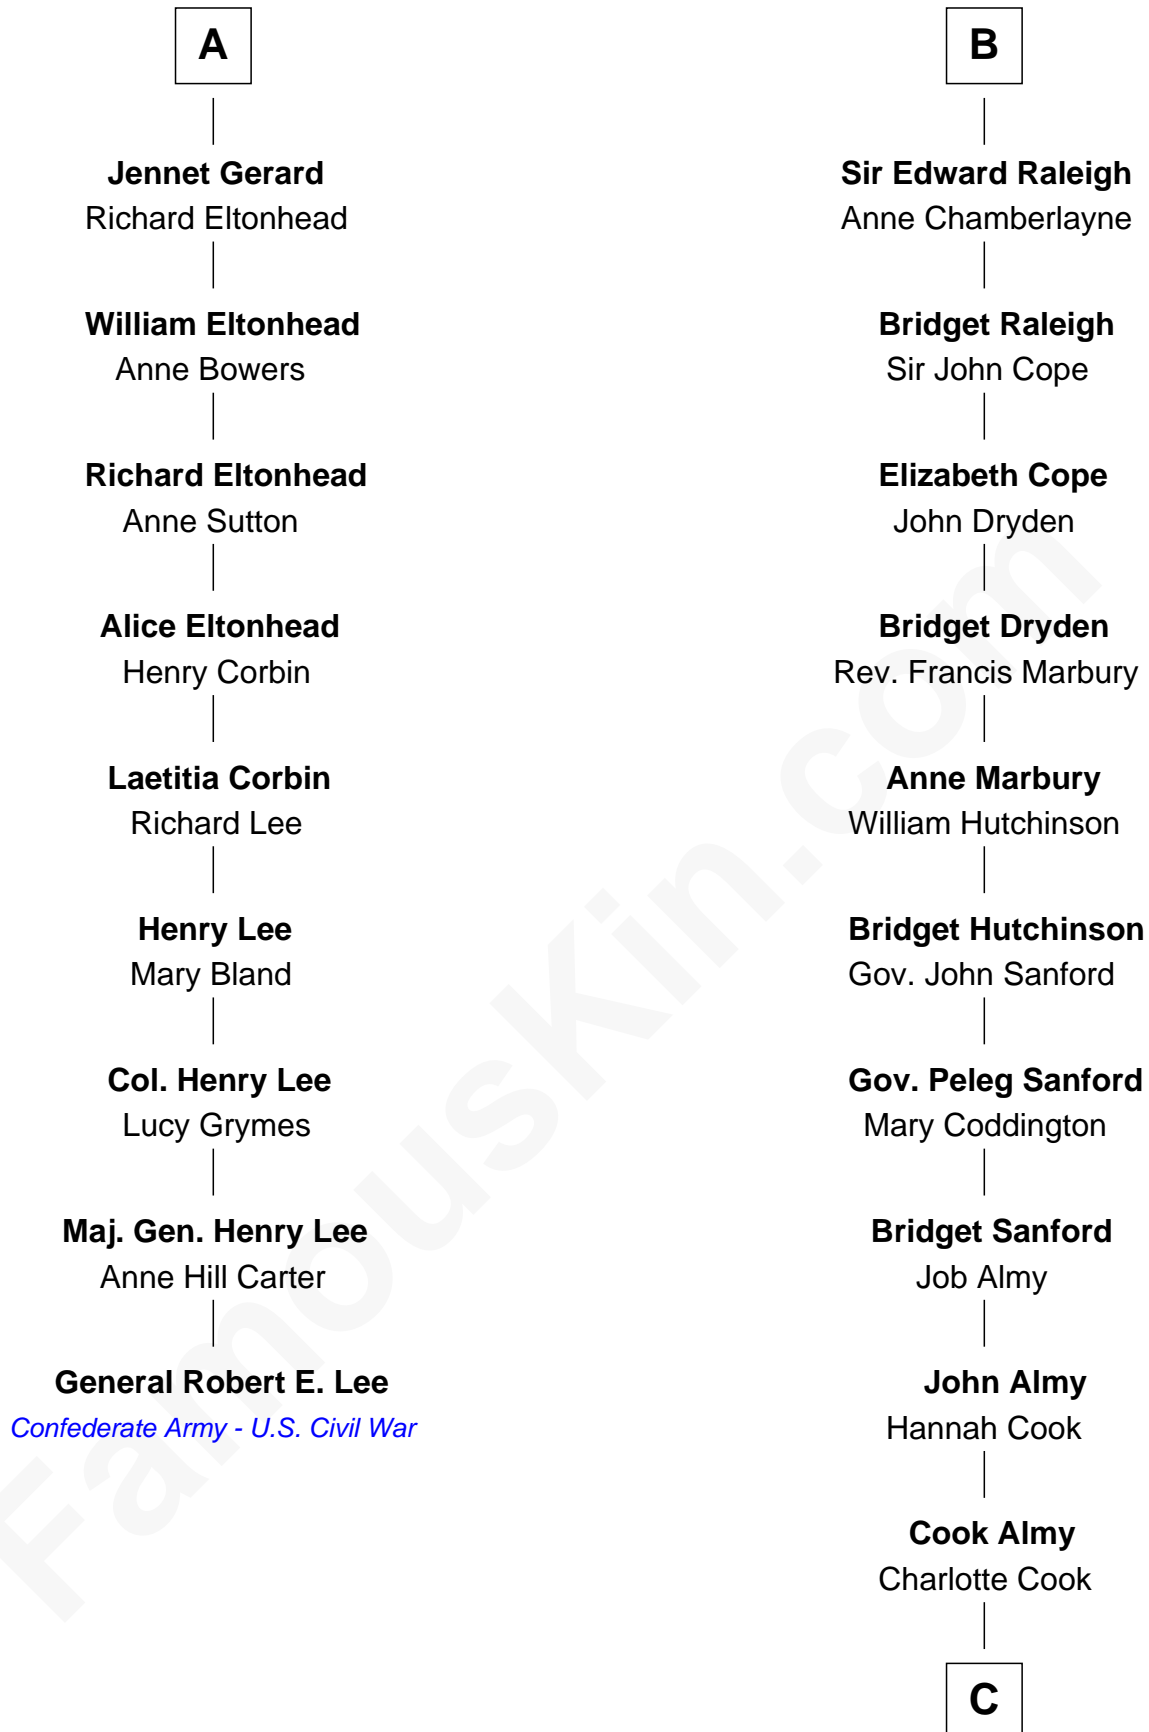 A
Jennet Gerard
Richard Eltonhead
William Eltonhead
Anne Bowers
Richard Eltonhead
Anne Sutton
Alice Eltonhead
Henry Corbin
Laetitia Corbin
Richard Lee
Henry Lee
Mary Bland
Col. Henry Lee
Lucy Grymes
Maj. Gen. Henry Lee
Anne Hill Carter
General Robert E. Lee
Confederate Army - U.S. Civil War
B
Sir Edward Raleigh
Anne Chamberlayne
Bridget Raleigh
Sir John Cope
Elizabeth Cope
John Dryden
Bridget Dryden
Rev. Francis Marbury
Anne Marbury
William Hutchinson
Bridget Hutchinson
Gov. John Sanford
Gov. Peleg Sanford
Mary Coddington
Bridget Sanford
Job Almy
John Almy
Hannah Cook
Cook Almy
Charlotte Cook
C
FamousKin.com